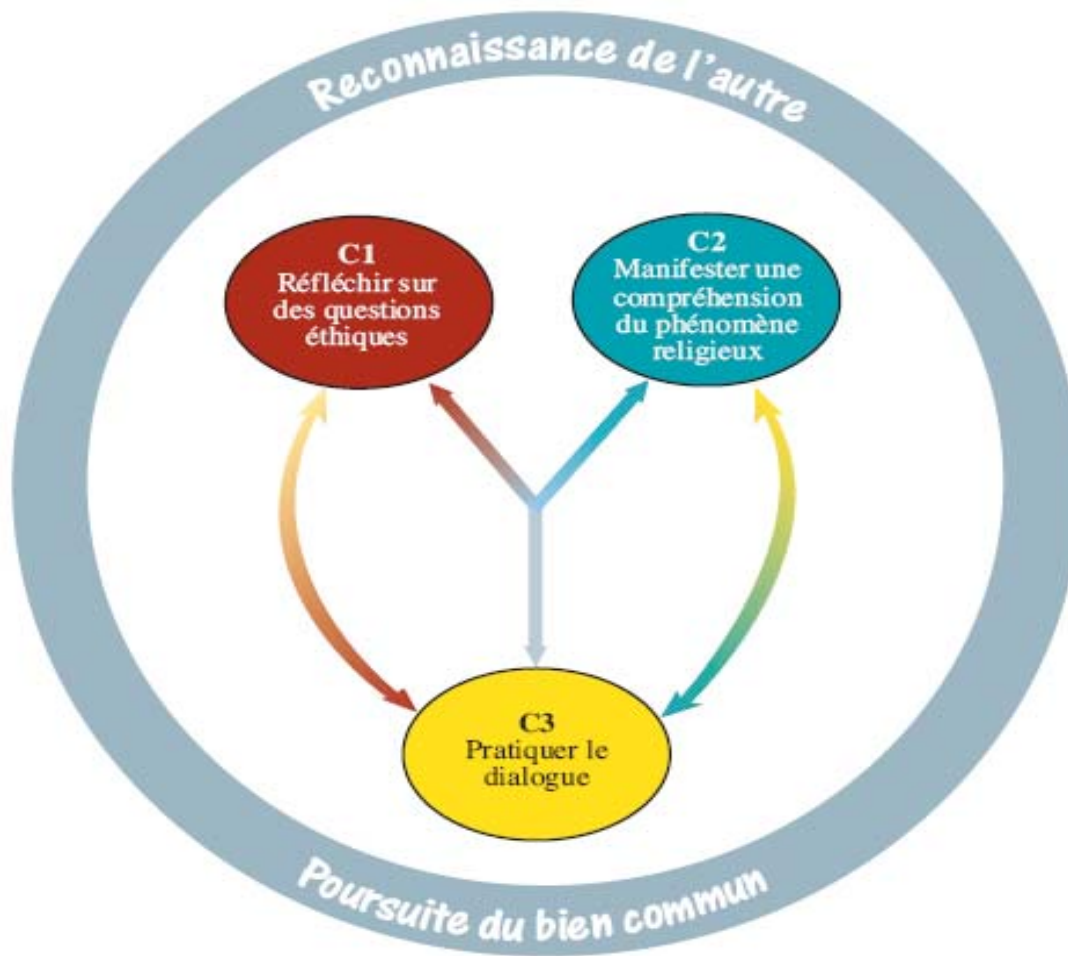 Reconnaissance de l'autre
C1
Réfléchir sur
des questions
éthiques
C2
Manifester une
compréhension
du phénomène
religieux
C3
Pratiquer le
dialogue
Poursuite du bien commun